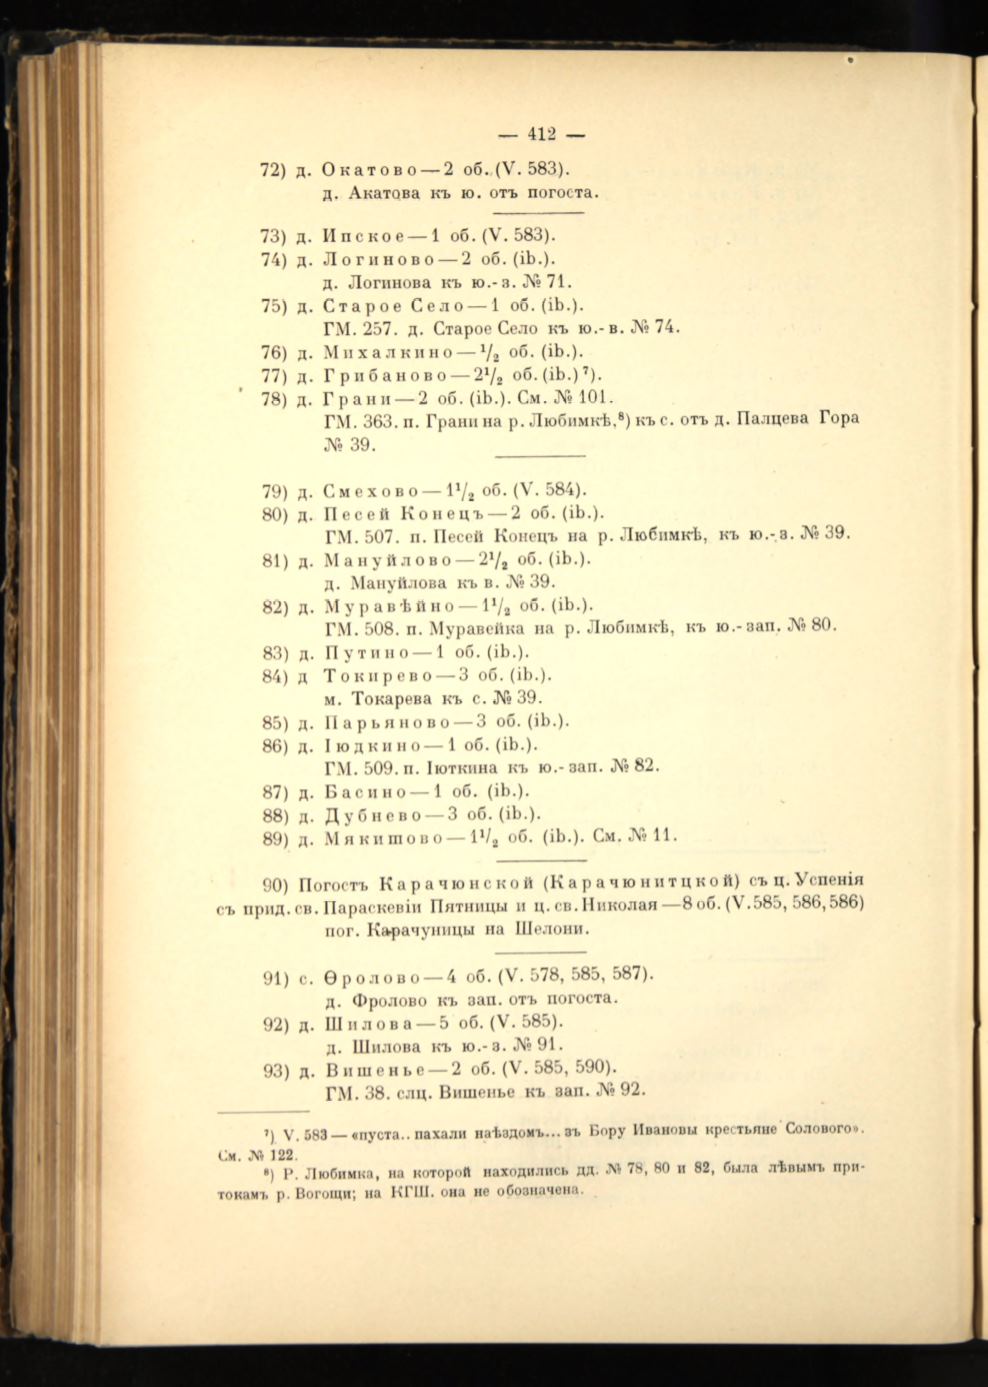 — 412 —
72) д. Окатово — 2 об. (V. 583).
д. Акатова къ ю. отъ погоста.
73) д. Ипское — 1 об. (V. 583).
74) д. Логиново — 2 об. (ib.).
д. Логинова къ ю.-з. № 71.
75) д. Старое Село — 1 об. (ib.).
ГМ. 257. д. Старое Село къ ю.-в. № 74.
76) д. Михалкино — ½ об. (ib.).
77) д. Грибаново — 2½ об. (ib.) ⁷).
78) д. Грани — 2 об. (ib.). См. № 101.
ГМ. 363. п. Грани на р. Любимкѣ,⁸) къ с. отъ д. Палцева Гора
№ 39.
79) д. Смехово — 1½ об. (V. 584).
80) д. Песей Конецъ — 2 об. (ib.).
ГМ. 507. п. Песей Конецъ на р. Любимкѣ, къ ю.-з. № 39.
81) д. Мануйлово — 2½ об. (ib.).
д. Мануйлова къ в. № 39.
82) д. Муравѣйно — 1½ об. (ib.).
ГМ. 508. п. Муравейка на р. Любимкѣ, къ ю.-зап. № 80.
83) д. Путино — 1 об. (ib.).
84) д Токирево — 3 об. (ib.).
м. Токарева къ с. № 39.
85) д. Парьяново — 3 об. (ib.).
86) д. Іюдкино — 1 об. (ib.).
ГМ. 509. п. Іюткина къ ю.-зап. № 82.
87) д. Басино — 1 об. (ib.).
88) д. Дубнево — 3 об. (ib.).
89) д. Мякишово — 1½ об. (ib.). См. № 11.
90) Погостъ Карачюнской (Карачюнитцкой) съ ц. Успенія
съ прид. св. Параскевіи Пятницы и ц. св. Николая — 8 об. (V. 585, 586, 586)
пог. Карачуницы на Шелони.
91) с. Ѳролово — 4 об. (V. 578, 585, 587).
д. Фролово къ зап. отъ погоста.
92) д. Шилова — 5 об. (V. 585).
д. Шилова къ ю.-з. № 91.
93) д. Вишенье — 2 об. (V. 585, 590).
ГМ. 38. слц. Вишенье къ зап. № 92.
⁷) V. 583 — «пуста.. пахали наѣздомъ... зъ Бору Ивановы крестьяне Солового».
См. № 122.
⁸) Р. Любимка, на которой находились дд. № 78, 80 и 82, была лѣвымъ при-
токамъ р. Вогощи; на КГШ. она не обозначена.